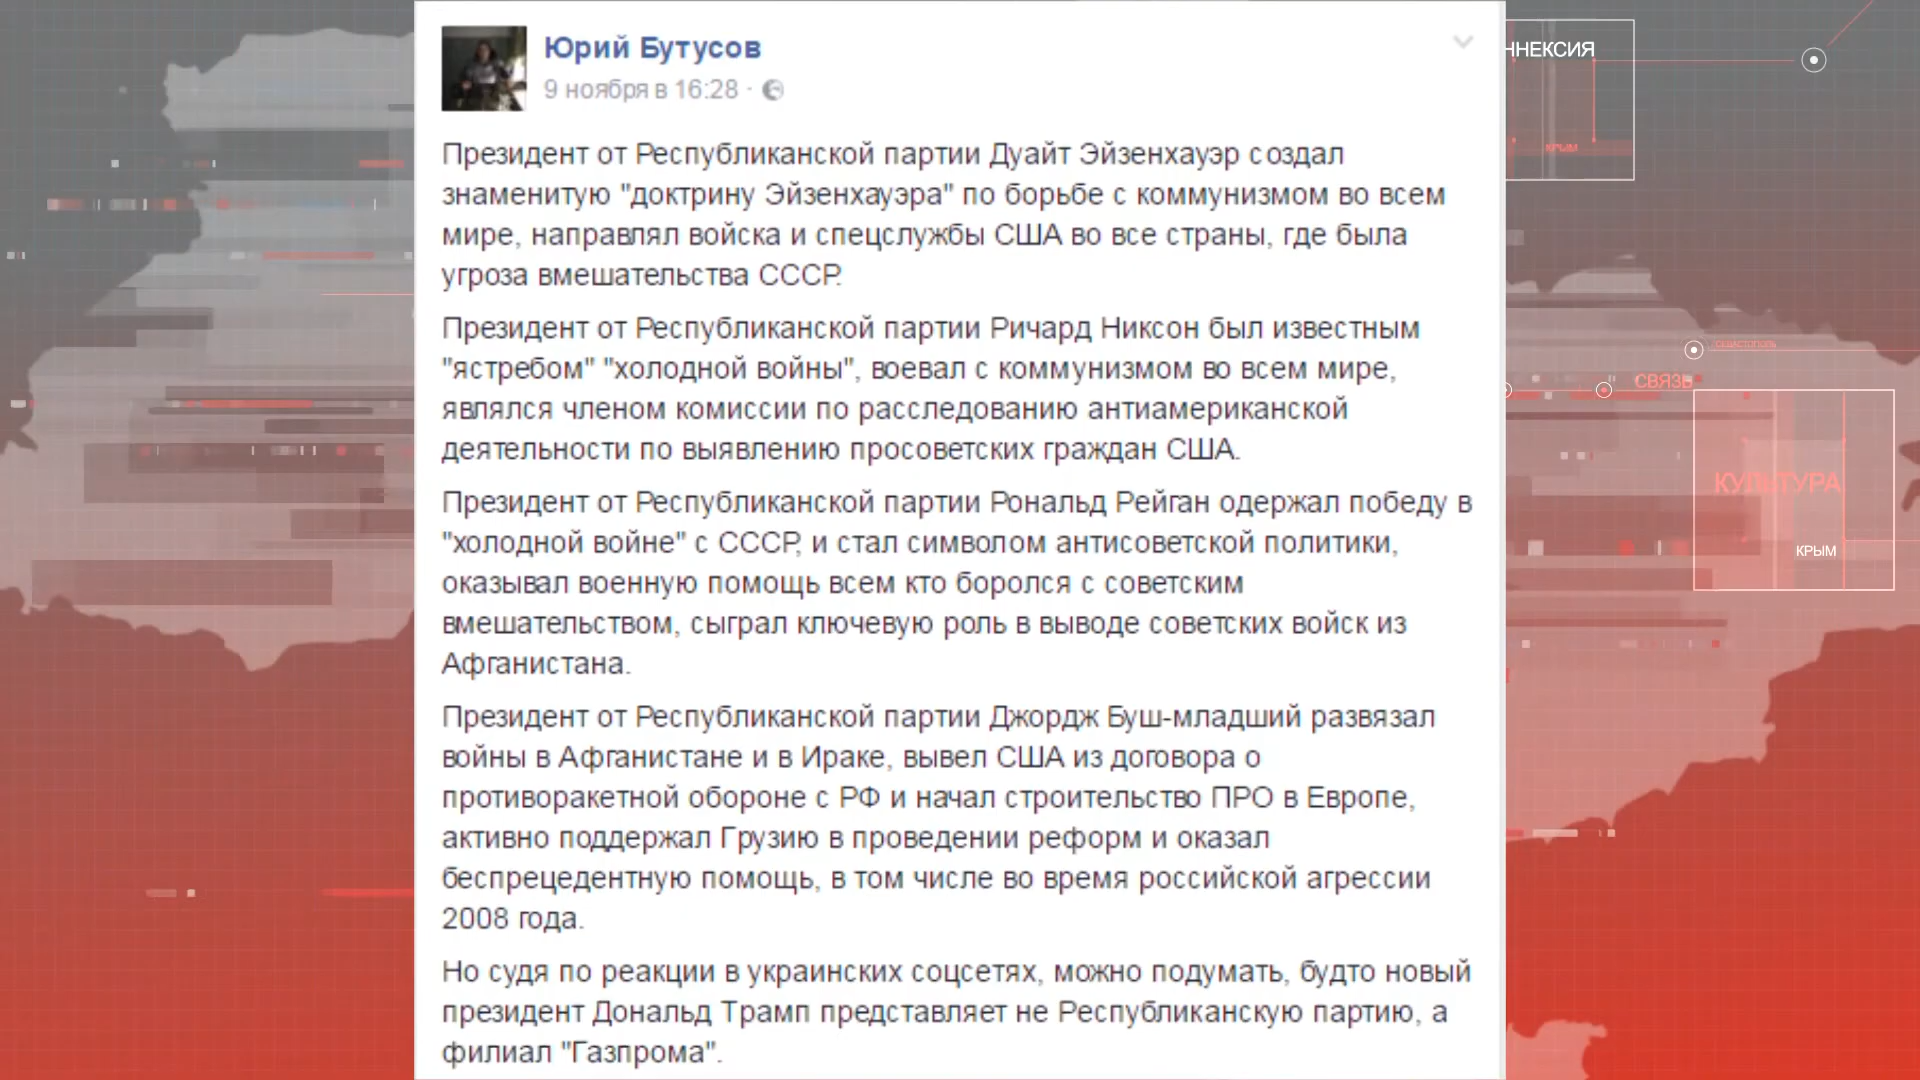 Юрий Бутусов
9 ноября в 16:28 ·
Президент от Республиканской партии Дуайт Эйзенхауэр создал
знаменитую "доктрину Эйзенхауэра" по борьбе с коммунизмом во всем
мире, направлял войска и спецслужбы США во все страны, где была
угроза вмешательства СССР.
Президент от Республиканской партии Ричард Никсон был известным
"ястребом" "холодной войны", воевал с коммунизмом во всем мире,
являлся членом комиссии по расследованию антиамериканской
деятельности по выявлению просоветских граждан США.
Президент от Республиканской партии Рональд Рейган одержал победу в
"холодной войне" с СССР, и стал символом антисоветской политики,
оказывал военную помощь всем кто боролся с советским
вмешательством, сыграл ключевую роль в выводе советских войск из
Афганистана.
Президент от Республиканской партии Джордж Буш-младший развязал
войны в Афганистане и в Ираке, вывел США из договора о
противоракетной обороне с РФ и начал строительство ПРО в Европе,
активно поддержал Грузию в проведении реформ и оказал
беспрецедентную помощь, в том числе во время российской агрессии
2008 года.
Но судя по реакции в украинских соцсетях, можно подумать, будто новый
президент Дональд Трамп представляет не Республиканскую партию, а
филиал "Газпрома".
ННЕКСИЯ
КРЫМ
СВЯЗЬ
КУЛЬТУРА
КРЫМ